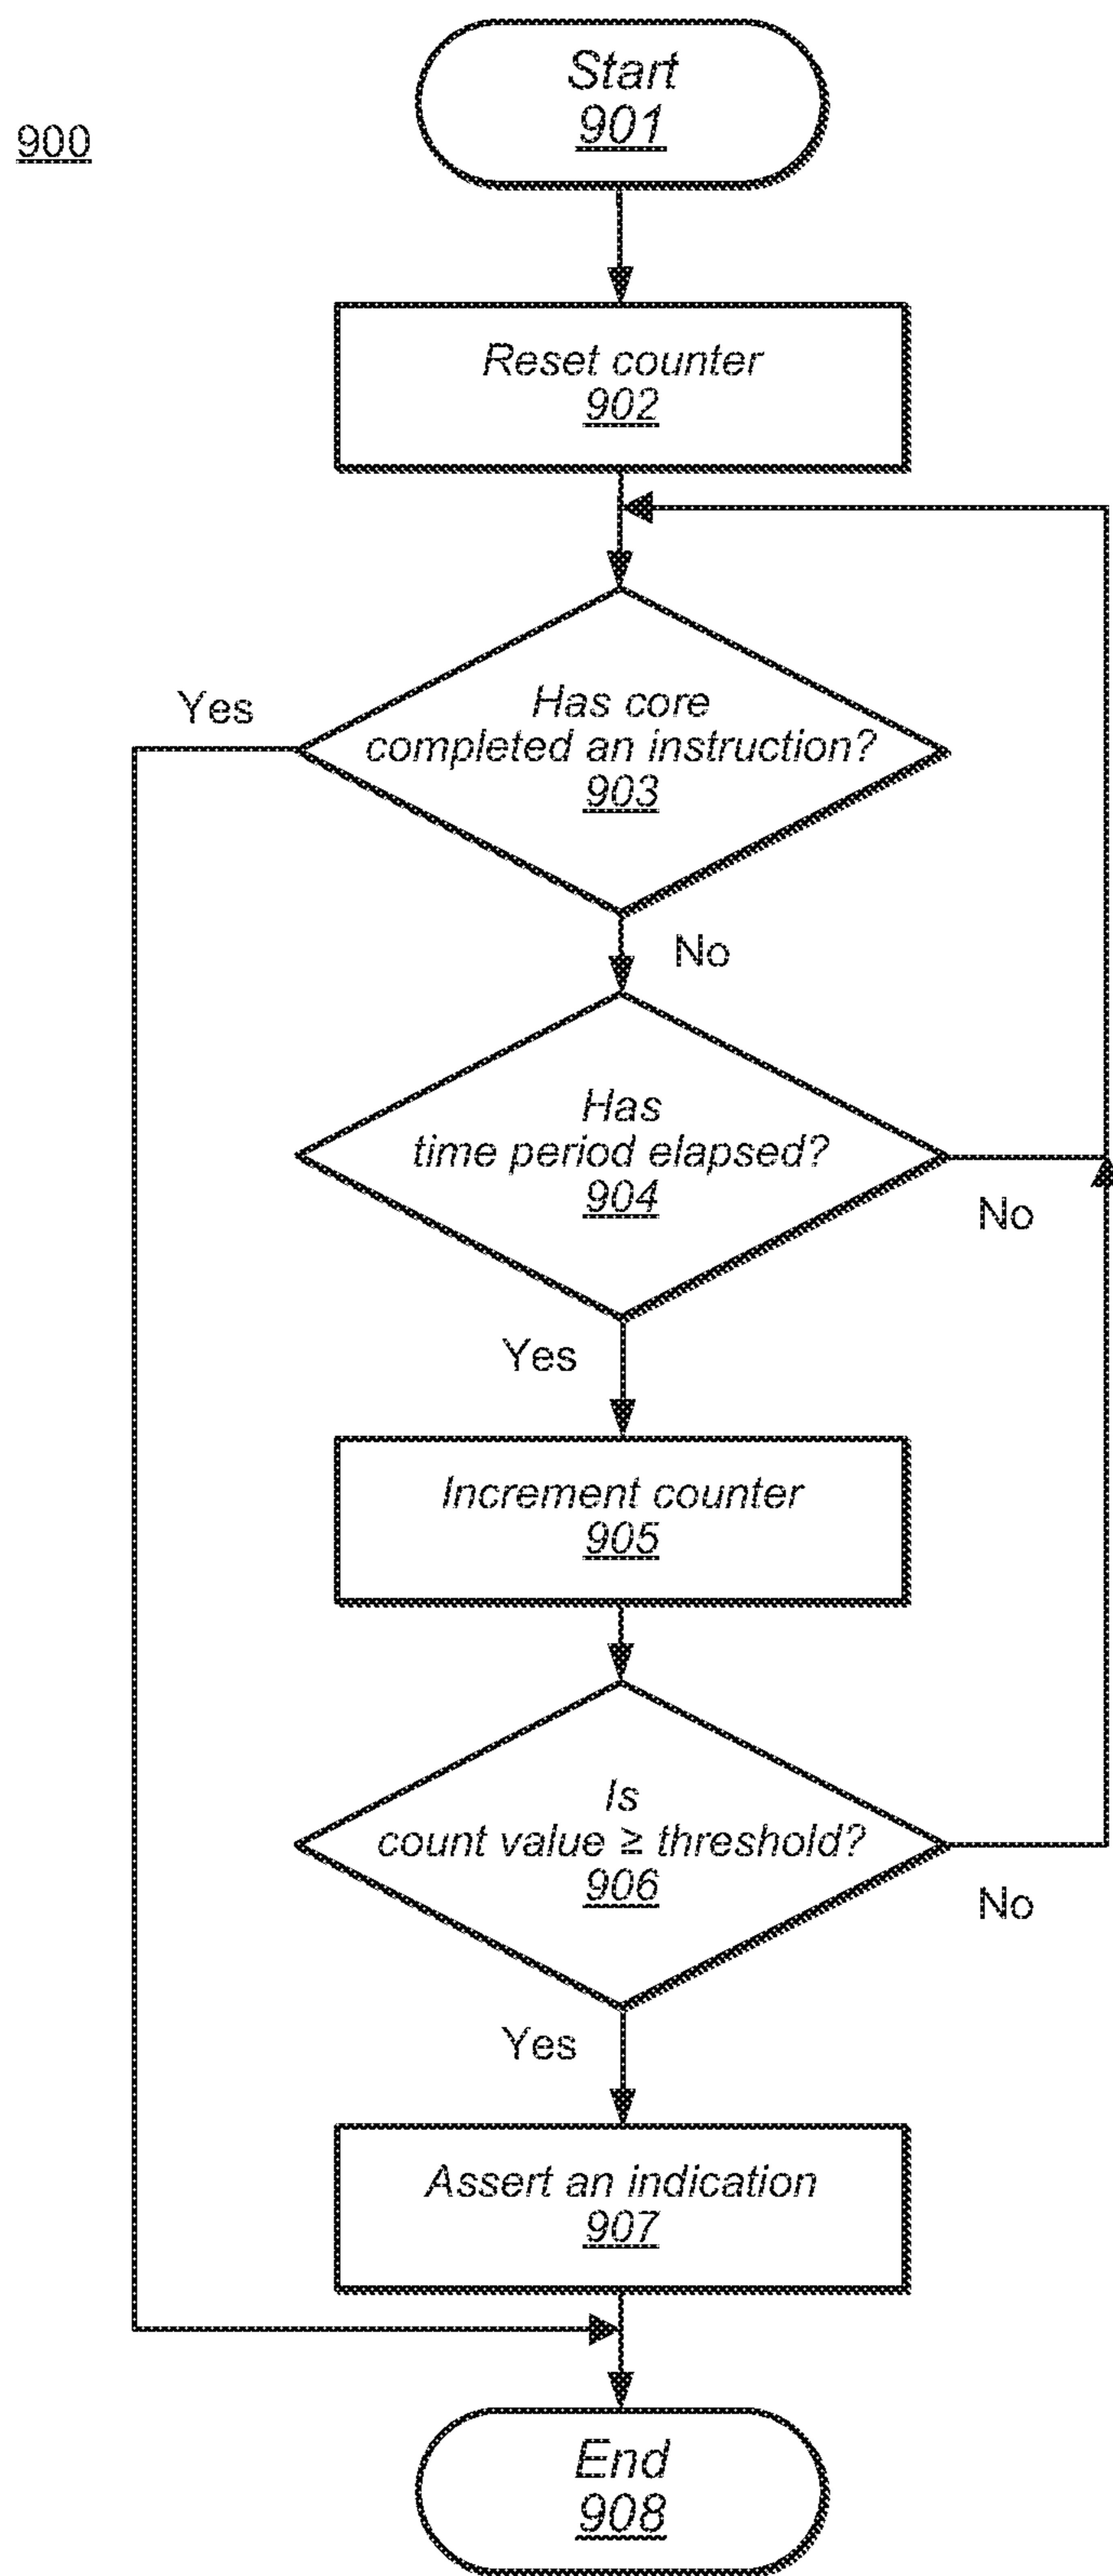 900
Start
901
Reset counter
902
Yes
Has core
completed an instruction?
903
No
Has
time period elapsed?
904
No
Yes
Increment counter
905
Is
count value ≥ threshold?
906
No
Yes
Assert an indication
907
End
908